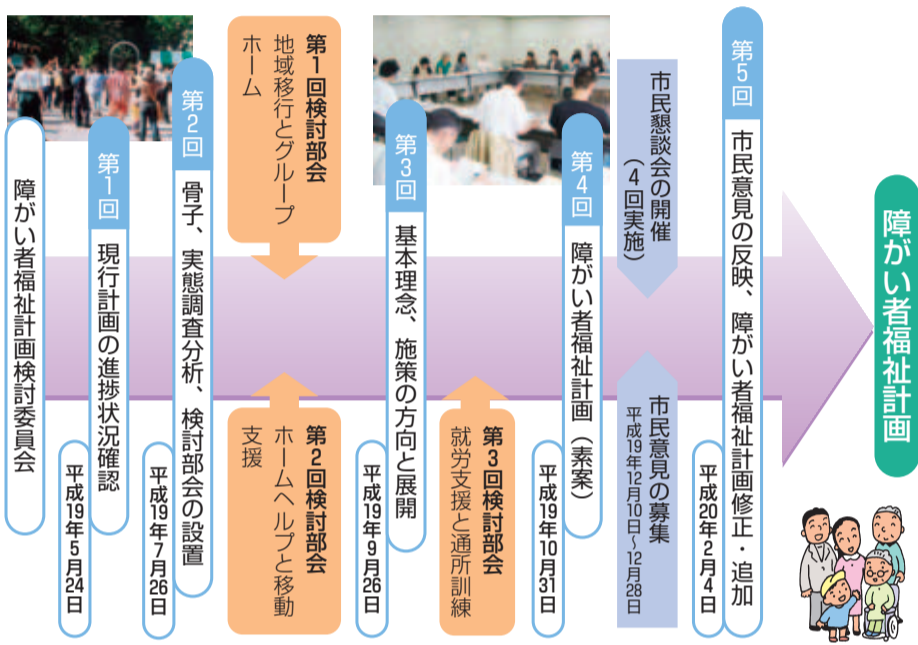 障がい者福祉計画検討委員会
第1回
現行計画の進捗状況確認
平成19年5月24日
第2回
骨子、実態調査分析、検討部会の設置
平成19年7月26日
第1回検討部会
地域移行とグループ
ホーム
第2回検討部会
ホームヘルプと移動
支援
第3回
基本理念、施策の方向と展開
平成19年9月26日
第3回検討部会
就労支援と通所訓練
第4回
障がい者福祉計画（素案）
平成19年10月31日
市民懇談会の開催
（4回実施）
市民意見の募集
平成19年12月10日～12月28日
第5回
市民意見の反映、障がい者福祉計画修正・追加
平成20年2月4日
障がい者福祉計画